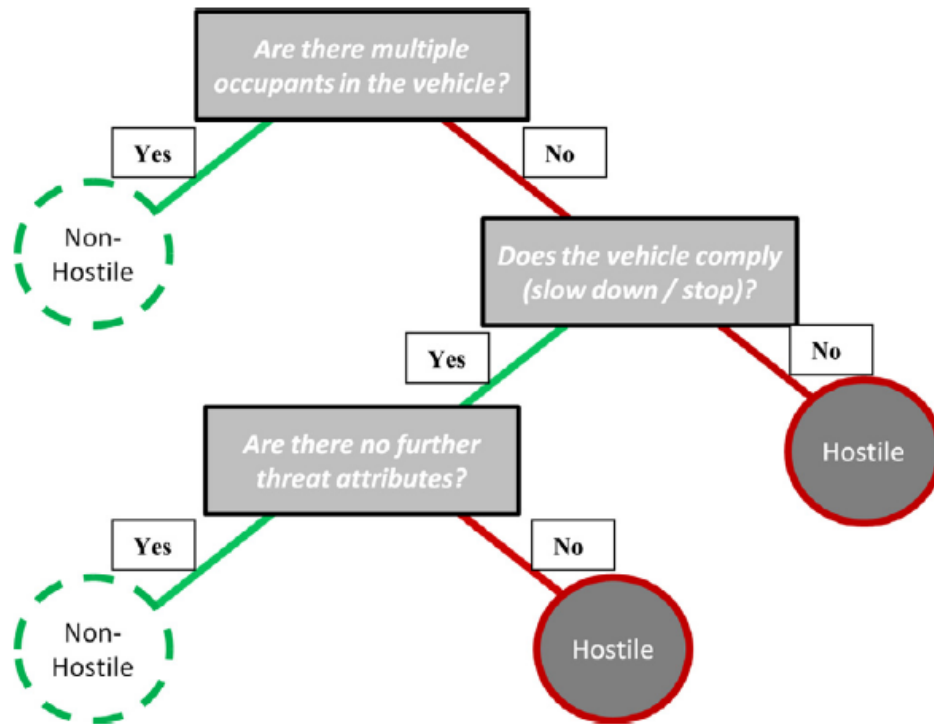 Are there multiple
occupants in the vehicle?
Yes
No
Non-
Hostile
Does the vehicle comply
(slow down / stop)?
Yes
No
Hostile
Are there no further
threat attributes?
Yes
No
Non-
Hostile
Hostile